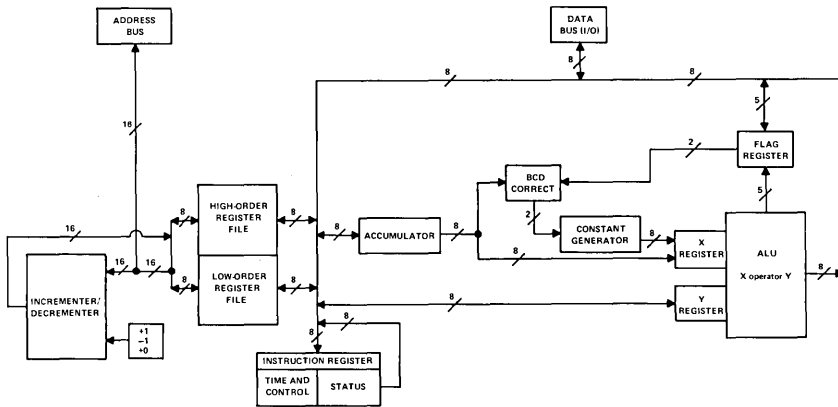 ADDRESS
BUS
DATA
BUS (I/O)
8
8
8
16
5
2
FLAG
REGISTER
BCD
CORRECT
5
16
8
HIGH-ORDER
REGISTER
FILE
8
8
ACCUMULATOR
8
2
CONSTANT
GENERATOR
8
X
REGISTER
ALU
X operator Y
8
8
16
16
8
LOW-ORDER
REGISTER
FILE
8
INCREMENTER/
DECREMENTER
8
Y
REGISTER
+1
−1
+0
8
8
INSTRUCTION REGISTER
TIME AND
CONTROL
STATUS